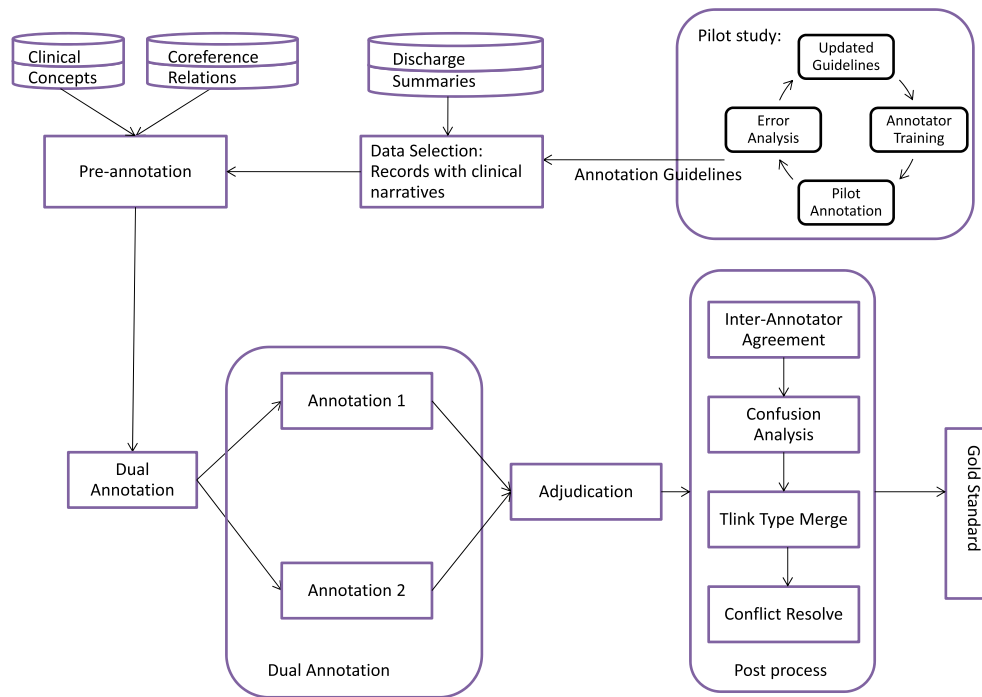 Clinical
Concepts
Coreference
Relations
Discharge
Summaries
Pilot study:
Updated
Guidelines
Error
Analysis
Annotator
Training
Pilot
Annotation
Pre-annotation
Data Selection:
Records with clinical
narratives
Annotation Guidelines
Inter-Annotator
Agreement
Confusion
Analysis
Tlink Type Merge
Conflict Resolve
Post process
Dual
Annotation
Annotation 1
Annotation 2
Dual Annotation
Adjudication
Gold Standard